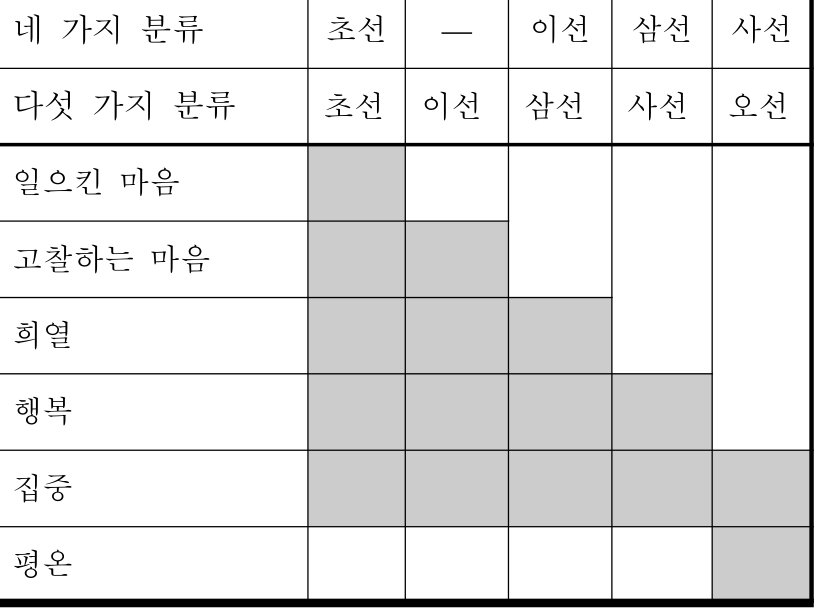 네 가지 분류 초선 — 이선 삼선 사선
다섯 가지 분류 초선 이선 삼선 사선 오선
일으킨 마음
고찰하는 마음
희열
행복
집중
평온